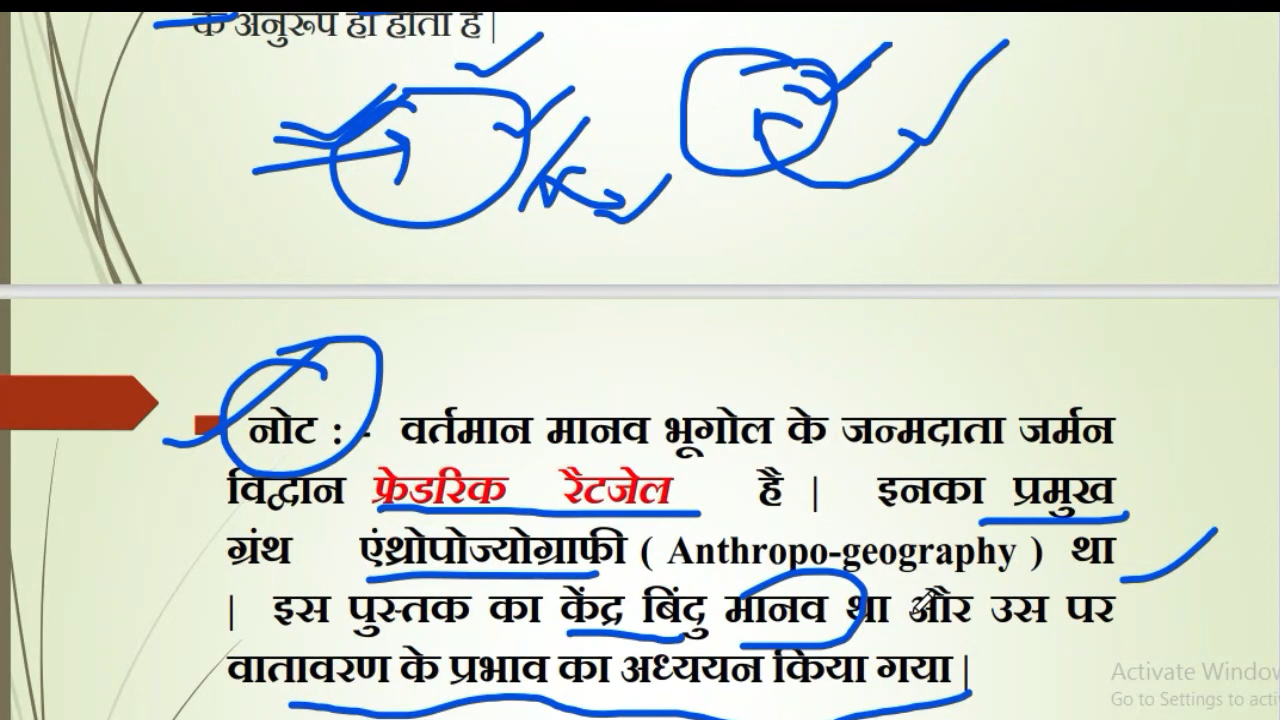 के अनुरूप ही होता है |
नोट : - वर्तमान मानव भूगोल के जन्मदाता जर्मन
विद्वान फ्रेडरिक रैटजेल है | इनका प्रमुख
ग्रंथ एंथ्रोपोज्योग्राफी ( Anthropo-geography ) था
| इस पुस्तक का केंद्र बिंदु मानव था और उस पर
वातावरण के प्रभाव का अध्ययन किया गया |
Activate Window
Go to Settings to acti